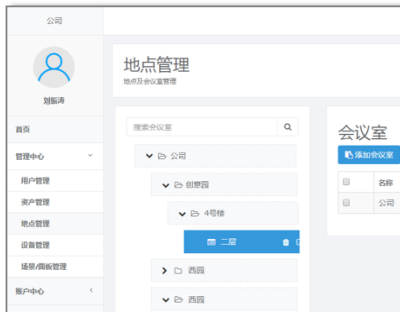 公司
刘振涛
首页
管理中心
用户管理
资产管理
地点管理
设备管理
场景/面板管理
账户中心
地点管理
地点及会议室管理
搜索会议室
公司
创意园
4号楼
二层
西园
西园
会议室
添加会议室
名称
公司